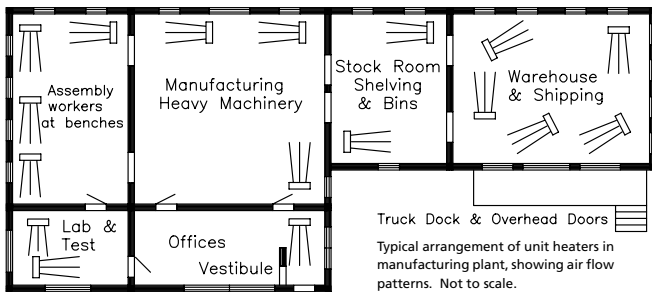 Assembly
workers
at benches
Manufacturing
Heavy Machinery
Stock Room
Shelving
& Bins
Warehouse
& Shipping
Lab &
Test
Offices
Vestibule
Truck Dock & Overhead Doors
Typical arrangement of unit heaters in
manufacturing plant, showing air flow
patterns. Not to scale.